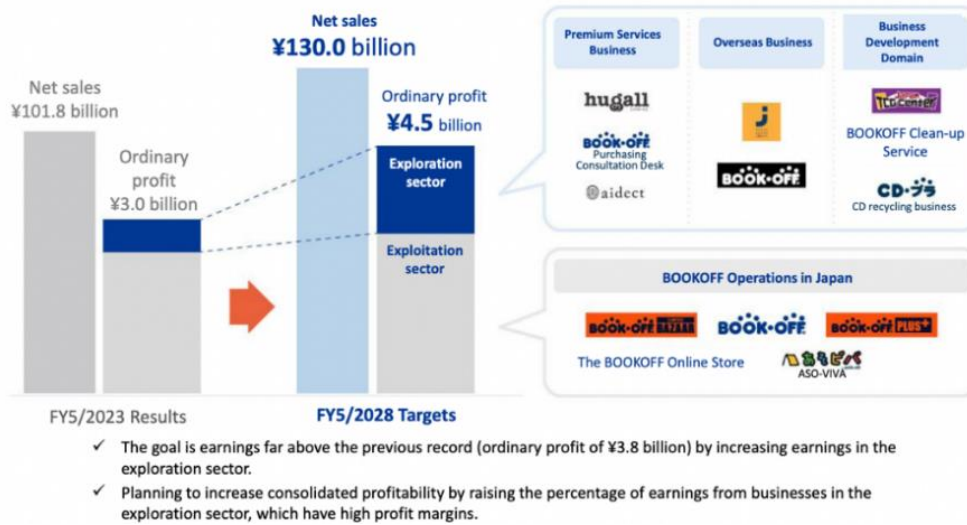 Net sales
¥130.0 billion
Net sales
¥101.8 billion
Ordinary profit
¥4.5 billion
Ordinary
profit
¥3.0 billion
Exploration
sector
Exploitation
sector
FY5/2023 Results
FY5/2028 Targets
Premium Services
Business
Overseas Business
Business
Development
Domain
hugall
BOOK·OFF
Purchasing
Consultation Desk
aidect
J
BOOK·OFF
TCG Center
BOOKOFF Clean-up
Service
CD・プラ
CD recycling business
BOOKOFF Operations in Japan
BOOK·OFF BAZAAR
BOOK·OFF
BOOK·OFF PLUS+
The BOOKOFF Online Store
あそビバ
ASO-VIVA
✓ The goal is earnings far above the previous record (ordinary profit of ¥3.8 billion) by increasing earnings in the
exploration sector.
✓ Planning to increase consolidated profitability by raising the percentage of earnings from businesses in the
exploration sector, which have high profit margins.